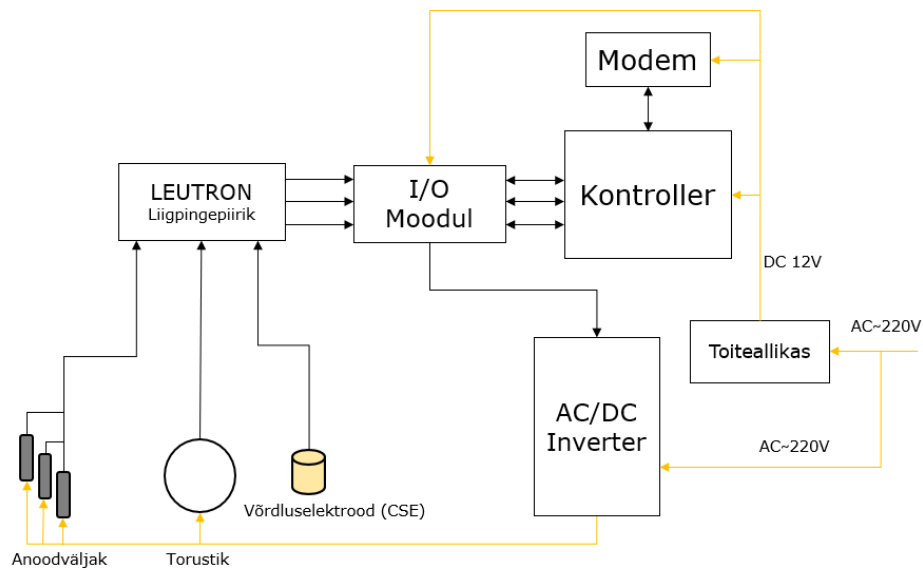 Modem
LEUTRON
Liigpingepiirik
I/O
Moodul
Kontroller
DC 12V
AC~220V
Toiteallikas
AC/DC
Inverter
AC~220V
Võrdluselektrood (CSE)
Anoodväljak
Torustik